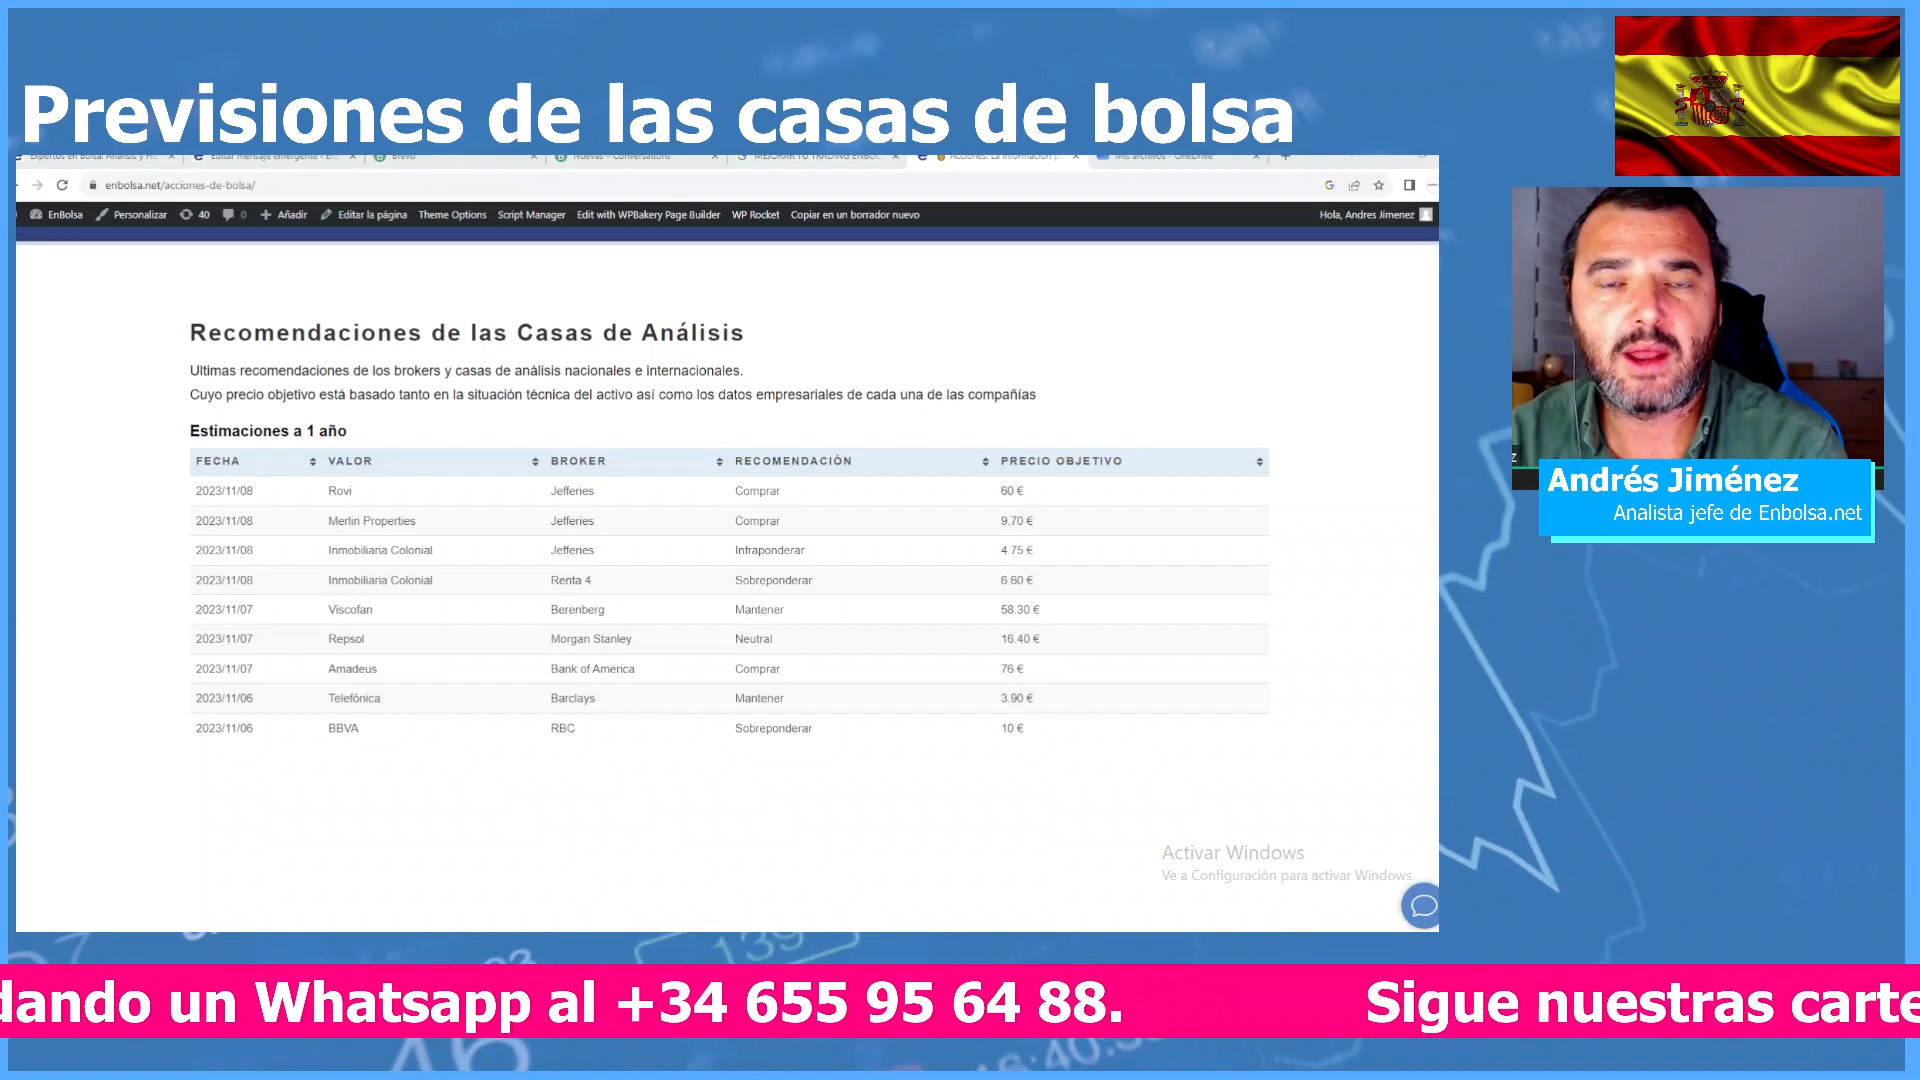 Previsiones de las casas de bolsa
enbolsa.net/acciones-de-bolsa/
EnBolsa Personalizar 40 0 Añadir Editar la página Theme Options Script Manager Edit with WPBakery Page Builder WP Rocket Copiar en un borrador nuevo Hola, Andres Jimenez
Recomendaciones de las Casas de Análisis
Ultimas recomendaciones de los brokers y casas de análisis nacionales e internacionales.
Cuyo precio objetivo está basado tanto en la situación técnica del activo así como los datos empresariales de cada una de las compañías
Estimaciones a 1 año
FECHA VALOR BROKER RECOMENDACIÓN PRECIO OBJETIVO
2023/11/08 Rovi Jefferies Comprar 60 €
2023/11/08 Merlin Properties Jefferies Comprar 9.70 €
2023/11/08 Inmobiliaria Colonial Jefferies Infraponderar 4.75 €
2023/11/08 Inmobiliaria Colonial Renta 4 Sobreponderar 6.60 €
2023/11/07 Viscofan Berenberg Mantener 58.30 €
2023/11/07 Repsol Morgan Stanley Neutral 16.40 €
2023/11/07 Amadeus Bank of America Comprar 76 €
2023/11/06 Telefónica Barclays Mantener 3.90 €
2023/11/06 BBVA RBC Sobreponderar 10 €
Activar Windows
Ve a Configuración para activar Windows.
Andrés Jiménez
Analista jefe de Enbolsa.net
dando un Whatsapp al +34 655 95 64 88. Sigue nuestras carte